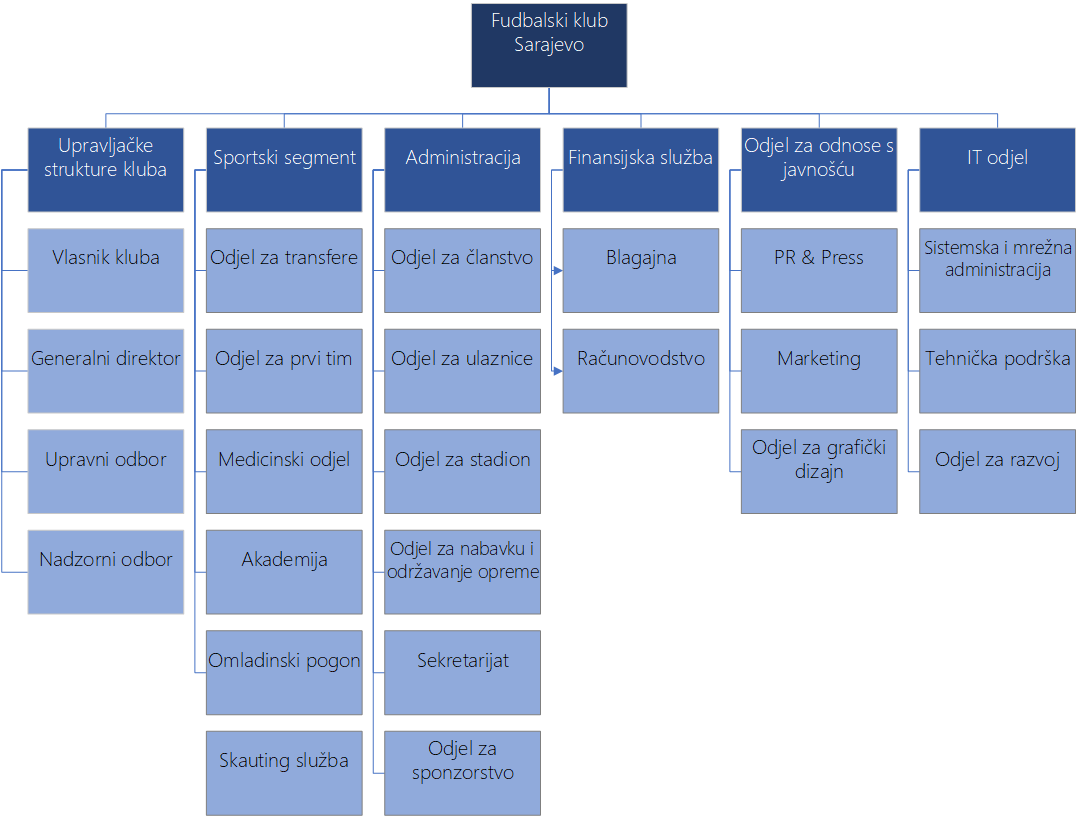 Fudbalski klub
Sarajevo
Upravljačke
strukture kluba
Sportski segment
Administracija
Finansijska služba
Odjel za odnose s
javnošću
IT odjel
Vlasnik kluba
Generalni direktor
Upravni odbor
Nadzorni odbor
Odjel za transfere
Odjel za prvi tim
Medicinski odjel
Akademija
Omladinski pogon
Skauting služba
Odjel za članstvo
Odjel za ulaznice
Odjel za stadion
Odjel za nabavku i
održavanje opreme
Sekretarijat
Odjel za
sponzorstvo
Blagajna
Računovodstvo
PR & Press
Marketing
Odjel za grafički
dizajn
Sistemska i mrežna
administracija
Tehnička podrška
Odjel za razvoj